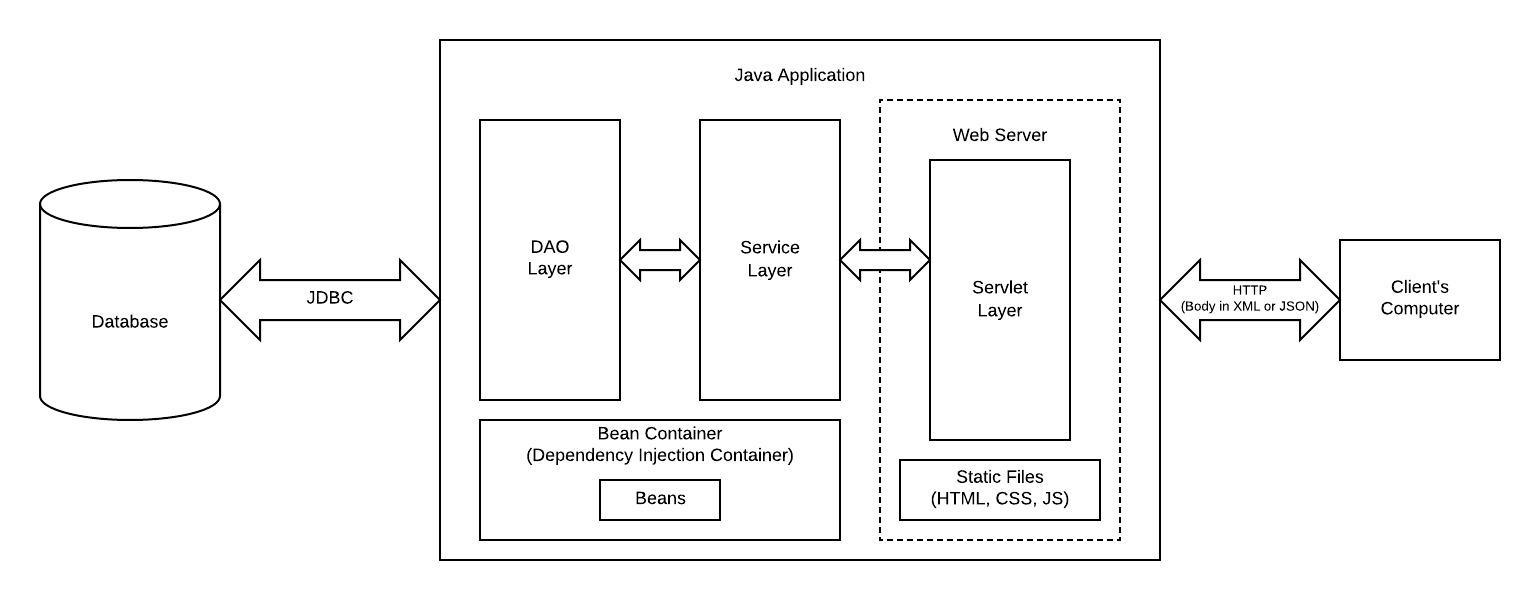 Java Application
Web Server
Database
JDBC
DAO
Layer
Service
Layer
Servlet
Layer
HTTP
(Body in XML or JSON)
Client's
Computer
Bean Container
(Dependency Injection Container)
Beans
Static Files
(HTML, CSS, JS)